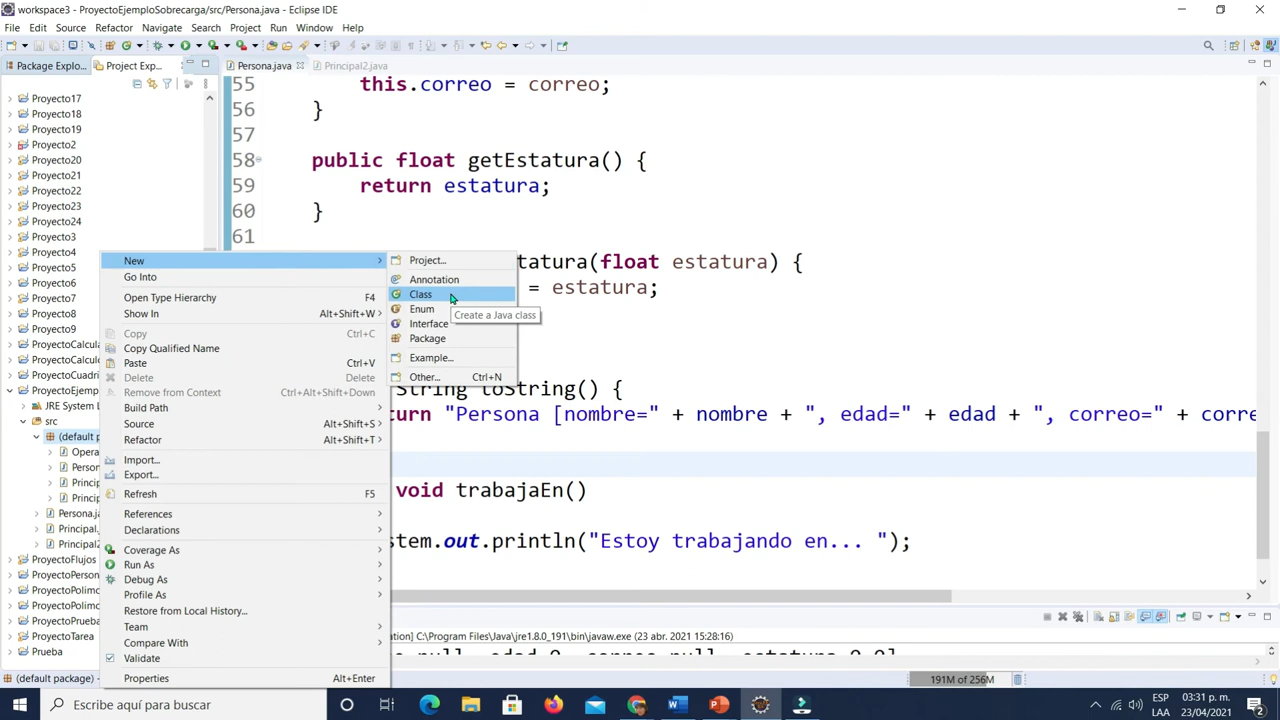 workspace3 - ProyectoEjemploSobrecarga/src/Persona.java - Eclipse IDE
File Edit Source Refactor Navigate Search Project Run Window Help
Package Explo... Project Exp... Persona.java Principal2.java
Proyecto17
Proyecto18
Proyecto19
Proyecto2
Proyecto20
Proyecto21
Proyecto22
Proyecto23
Proyecto24
Proyecto3
Proyecto4
Proyecto5
Proyecto6
Proyecto7
Proyecto8
Proyecto9
ProyectoCalcula
ProyectoCalculo
ProyectoCuadri
ProyectoEjemp
JRE System L
src
(default p
Opera
Person
Princi
Princi
Persona.ja
Principal.
Principal2
ProyectoFlujos
ProyectoPerson
ProyectoPolimo
ProyectoPolimo
ProyectoPrueba
ProyectoTarea
Prueba
55 this.correo = correo;
56 }
57
58 public float getEstatura() {
59 return estatura;
60 }
61
tatura(float estatura) {
= estatura;
String toString() {
turn "Persona [nombre=" + nombre + ", edad=" + edad + ", correo=" + corre
void trabajaEn()
stem.out.println("Estoy trabajando en... ");
New
Go Into
Open Type Hierarchy F4
Show In Alt+Shift+W
Copy Ctrl+C
Copy Qualified Name
Paste Ctrl+V
Delete Delete
Remove from Context Ctrl+Alt+Shift+Down
Build Path
Source Alt+Shift+S
Refactor Alt+Shift+T
Import...
Export...
Refresh F5
References
Declarations
Coverage As
Run As
Debug As
Profile As
Restore from Local History...
Team
Compare With
Validate
Properties Alt+Enter
Project...
Annotation
Class
Enum
Interface
Package
Example...
Other... Ctrl+N
Create a Java class
ation] C:\Program Files\Java\jre1.8.0_191\bin\javaw.exe (23 abr. 2021 15:28:16)
(default package)
191M of 256M
Escribe aquí para buscar
ESP
LAA
03:31 p. m.
23/04/2021
2